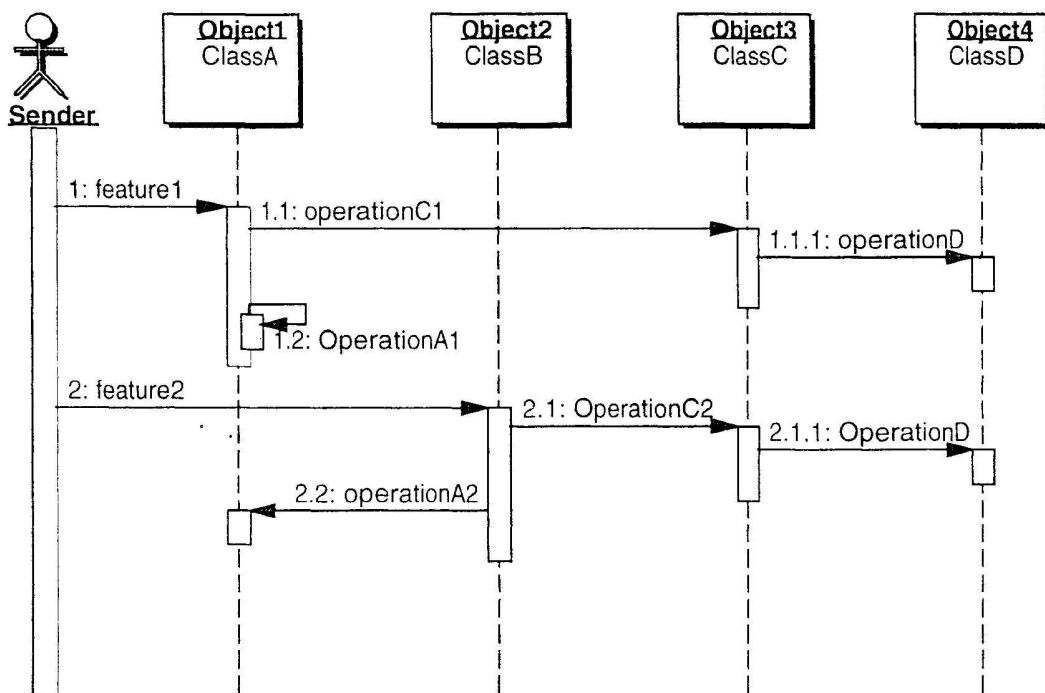 Object1
ClassA
Object2
ClassB
Object3
ClassC
Object4
ClassD
Sender
1: feature1
1.1: operationC1
1.1.1: operationD
1.2: OperationA1
2: feature2
2.1: OperationC2
2.1.1: OperationD
2.2: operationA2